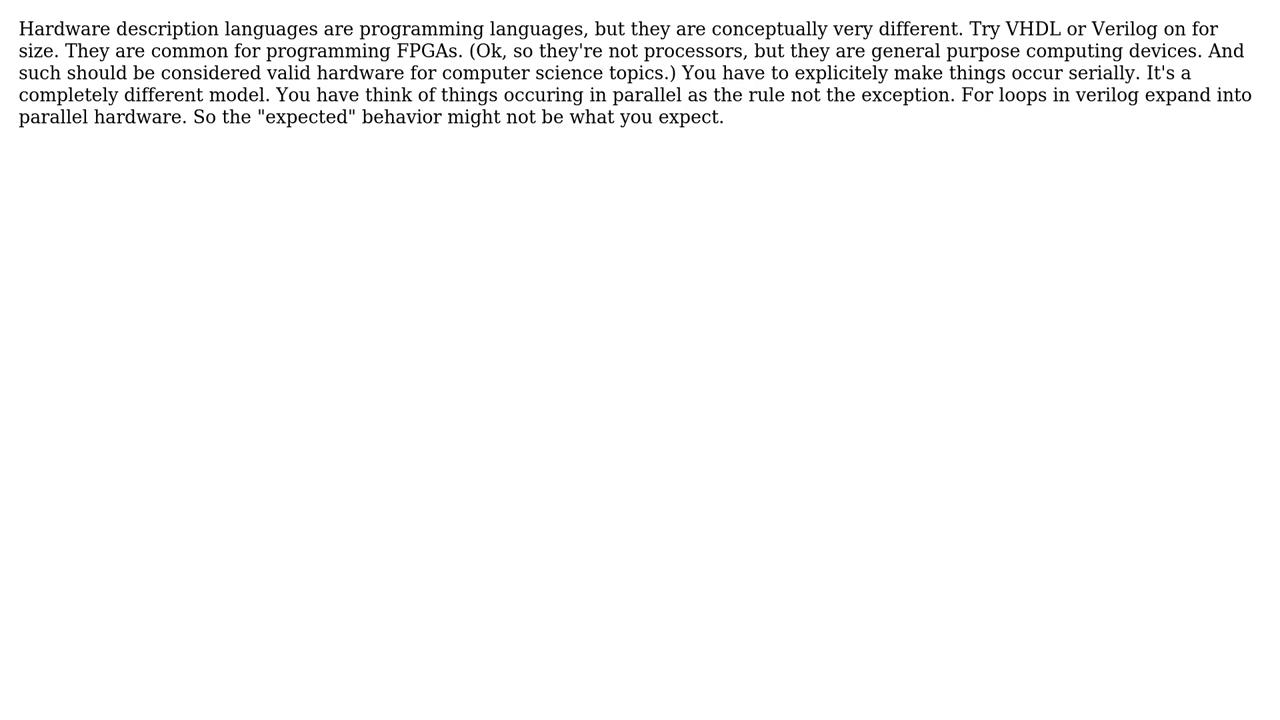 Hardware description languages are programming languages, but they are conceptually very different. Try VHDL or Verilog on for
size. They are common for programming FPGAs. (Ok, so they're not processors, but they are general purpose computing devices. And
such should be considered valid hardware for computer science topics.) You have to explicitely make things occur serially. It's a
completely different model. You have think of things occuring in parallel as the rule not the exception. For loops in verilog expand into
parallel hardware. So the "expected" behavior might not be what you expect.